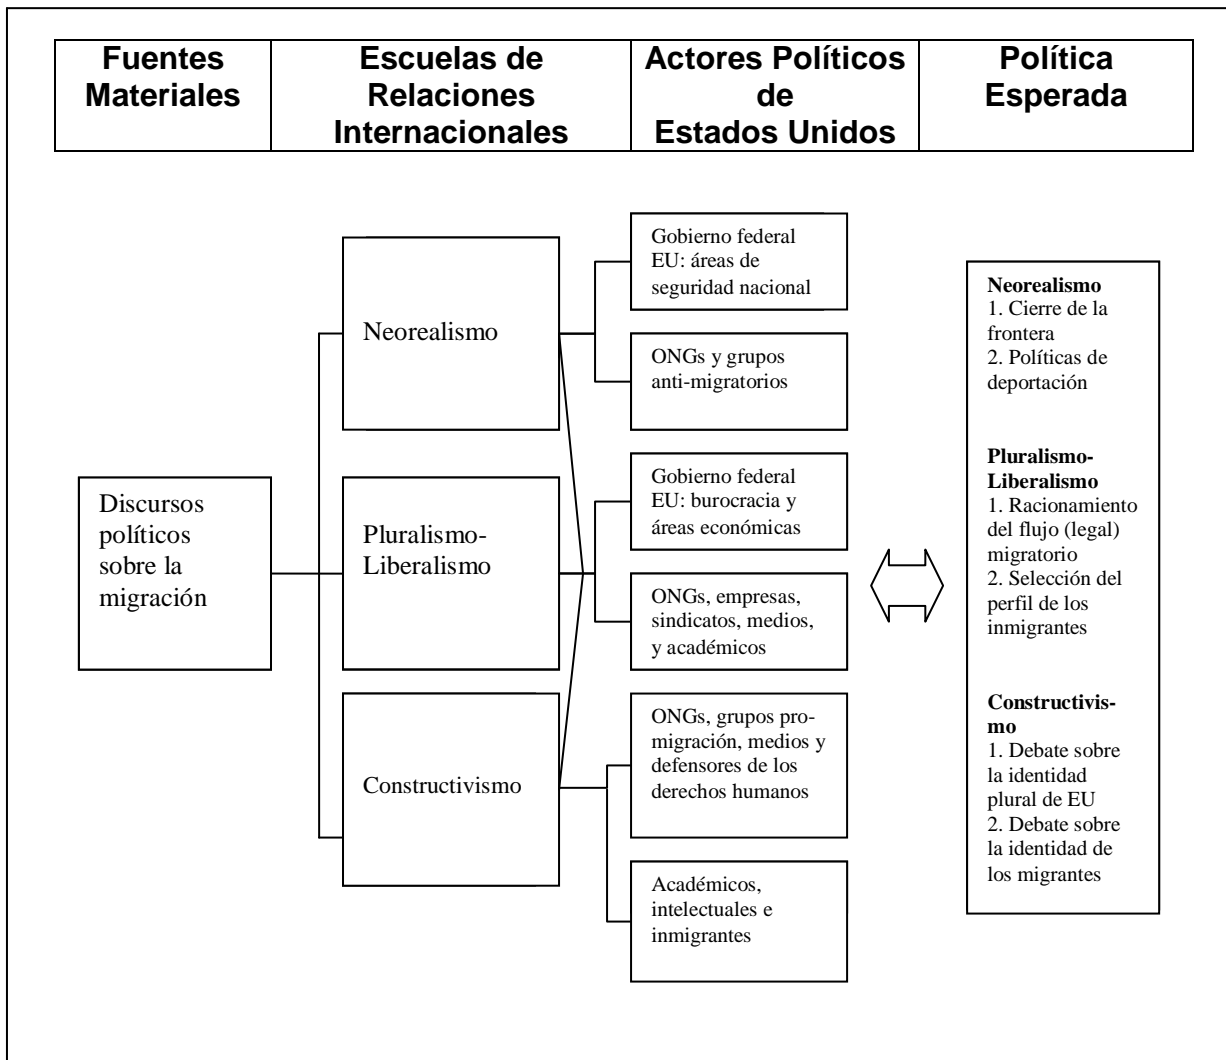 Fuentes
Materiales
Escuelas de
Relaciones
Internacionales
Actores Políticos
de
Estados Unidos
Política
Esperada
Discursos
políticos
sobre la
migración
Neorealismo
Pluralismo-
Liberalismo
Constructivismo
Gobierno federal
EU: áreas de
seguridad nacional
ONGs y grupos
anti-migratorios
Gobierno federal
EU: burocracia y
áreas económicas
ONGs, empresas,
sindicatos, medios,
y académicos
ONGs, grupos pro-
migración, medios y
defensores de los
derechos humanos
Académicos,
intelectuales e
inmigrantes
Neorealismo
1. Cierre de la
frontera
2. Políticas de
deportación
Pluralismo-
Liberalismo
1. Racionamiento
del flujo (legal)
migratorio
2. Selección del
perfil de los
inmigrantes
Constructivis-
mo
1. Debate sobre
la identidad
plural de EU
2. Debate sobre
la identidad de
los migrantes